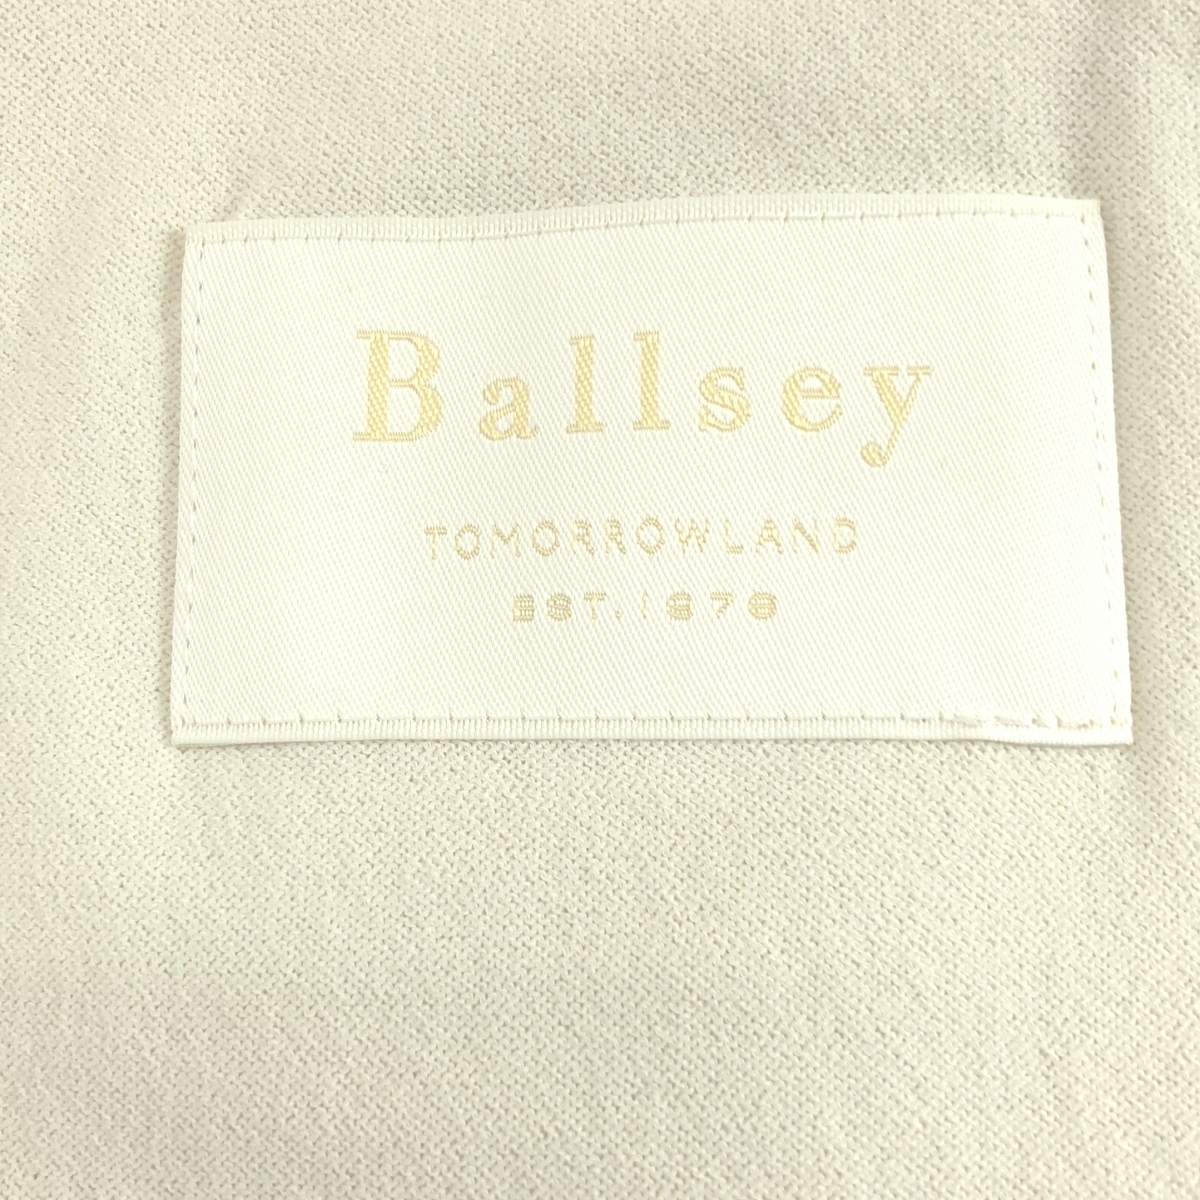 Ballsey
TOMORROWLAND
EST. 1978